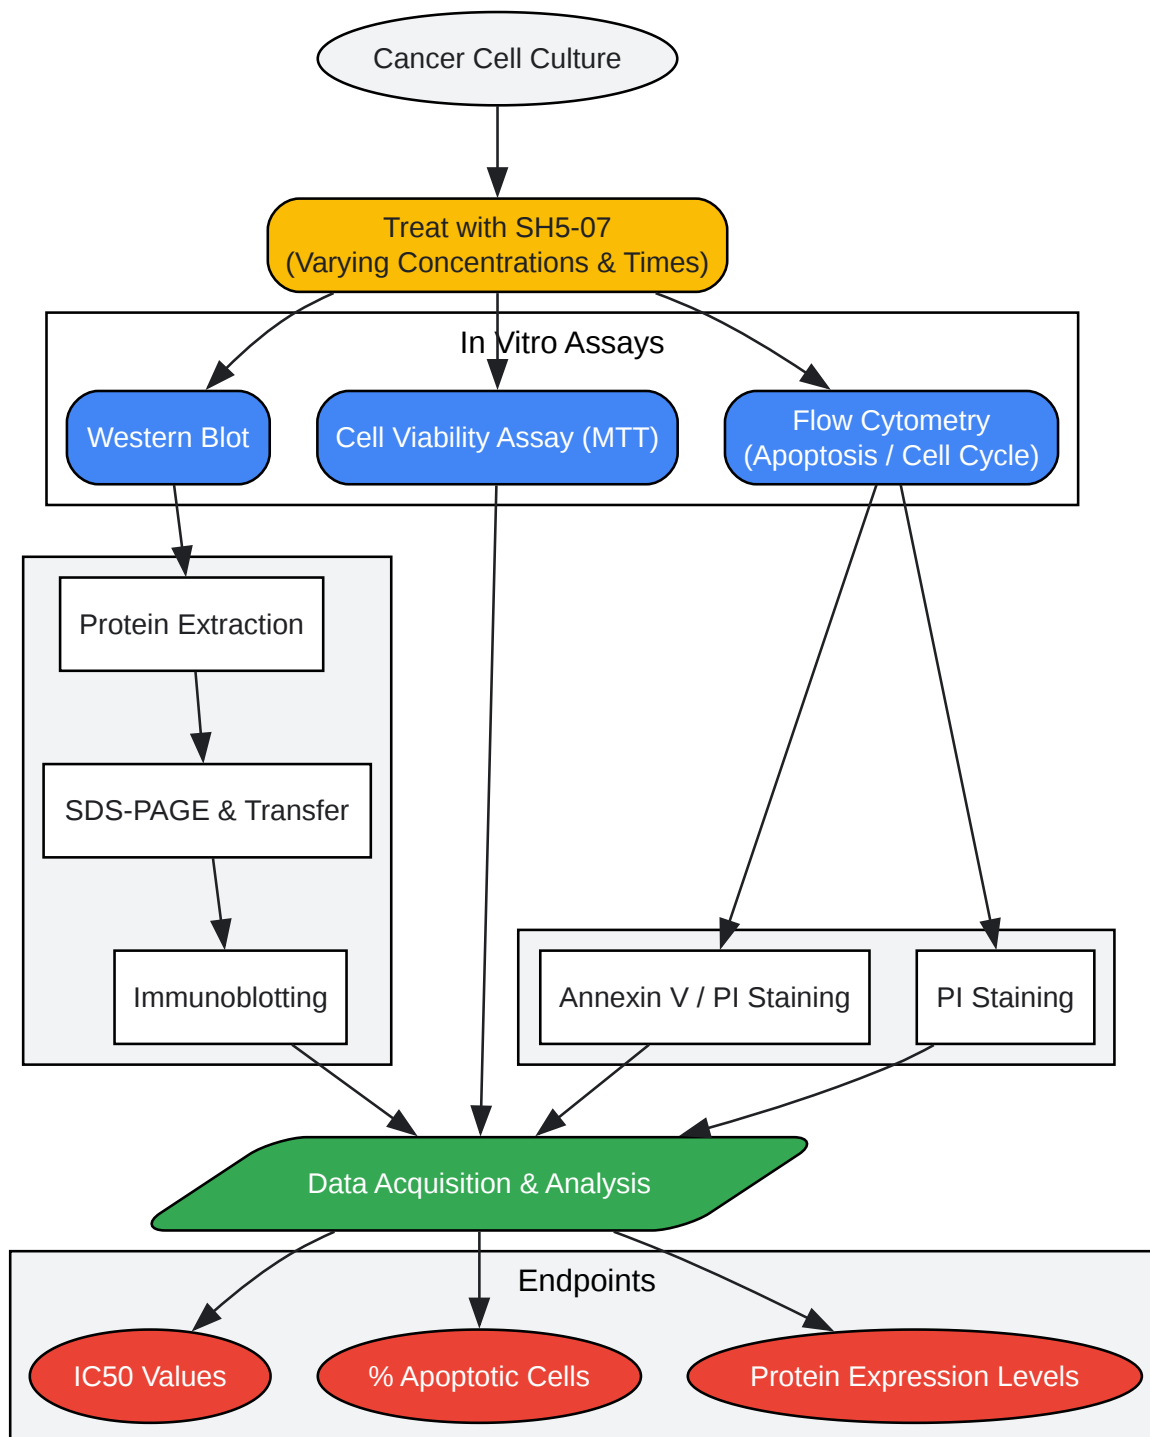 Cancer Cell Culture
Treat with SH5-07
(Varying Concentrations & Times)
In Vitro Assays
Western Blot
Cell Viability Assay (MTT)
Flow Cytometry
(Apoptosis / Cell Cycle)
Protein Extraction
SDS-PAGE & Transfer
Immunoblotting
Annexin V / PI Staining
PI Staining
Data Acquisition & Analysis
Endpoints
IC50 Values
% Apoptotic Cells
Protein Expression Levels